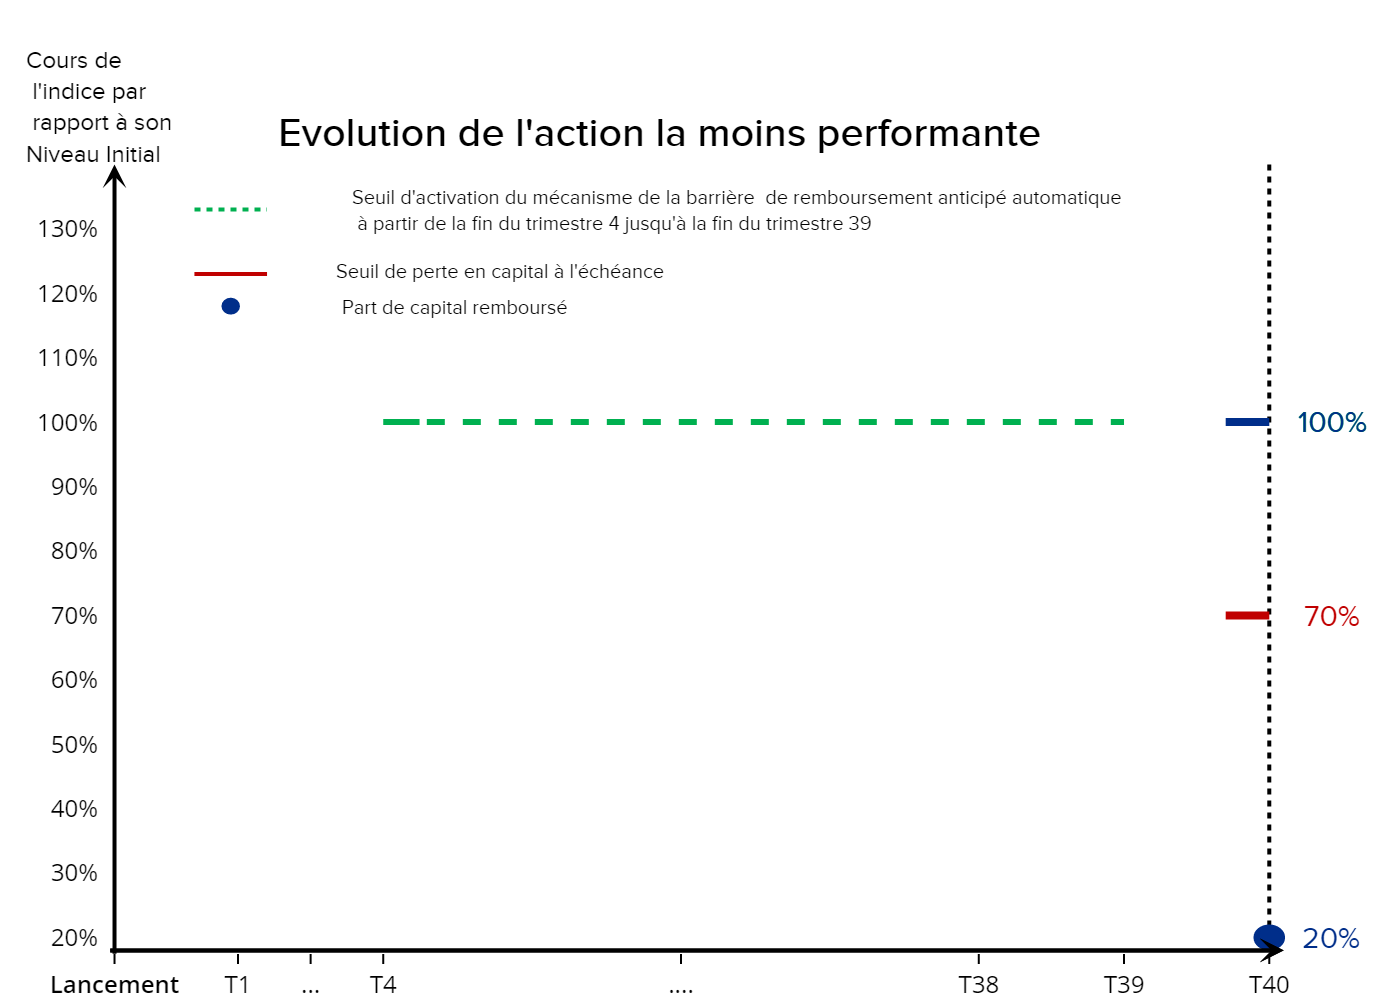 Cours de
l'indice par
rapport à son
Niveau Initial
Evolution de l'action la moins performante
Seuil d'activation du mécanisme de la barrière  de remboursement anticipé automatique
à partir de la fin du trimestre 4 jusqu'à la fin du trimestre 39
Seuil de perte en capital à l'échéance
Part de capital remboursé
130%
120%
110%
100%
100%
90%
80%
70%
70%
60%
50%
40%
30%
20%
20%
Lancement
T1
...
T4
....
T38
T39
T40